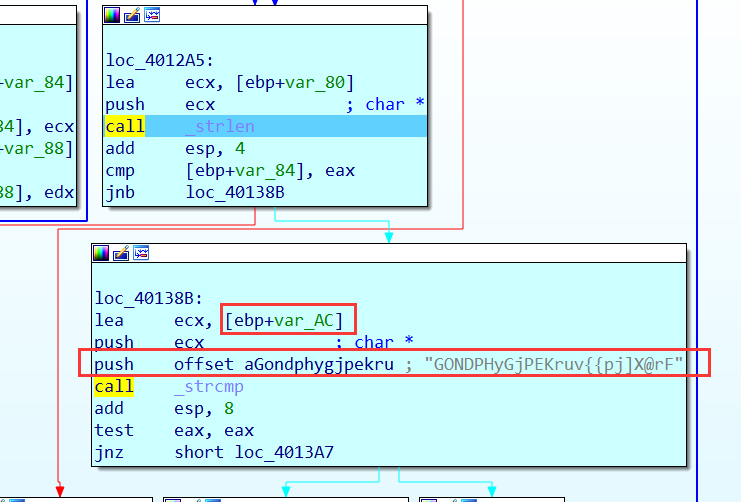 +var_84]
84], ecx
+var_88]
88], edx
loc_4012A5:
lea ecx, [ebp+var_80]
push ecx ; char *
call _strlen
add esp, 4
cmp [ebp+var_84], eax
jnb loc_40138B
loc_40138B:
lea ecx, [ebp+var_AC]
push ecx ; char *
push offset aGondphygjpekru ; "GONDPHyGjPEKruv{{pj]X@rF"
call _strcmp
add esp, 8
test eax, eax
jnz short loc_4013A7